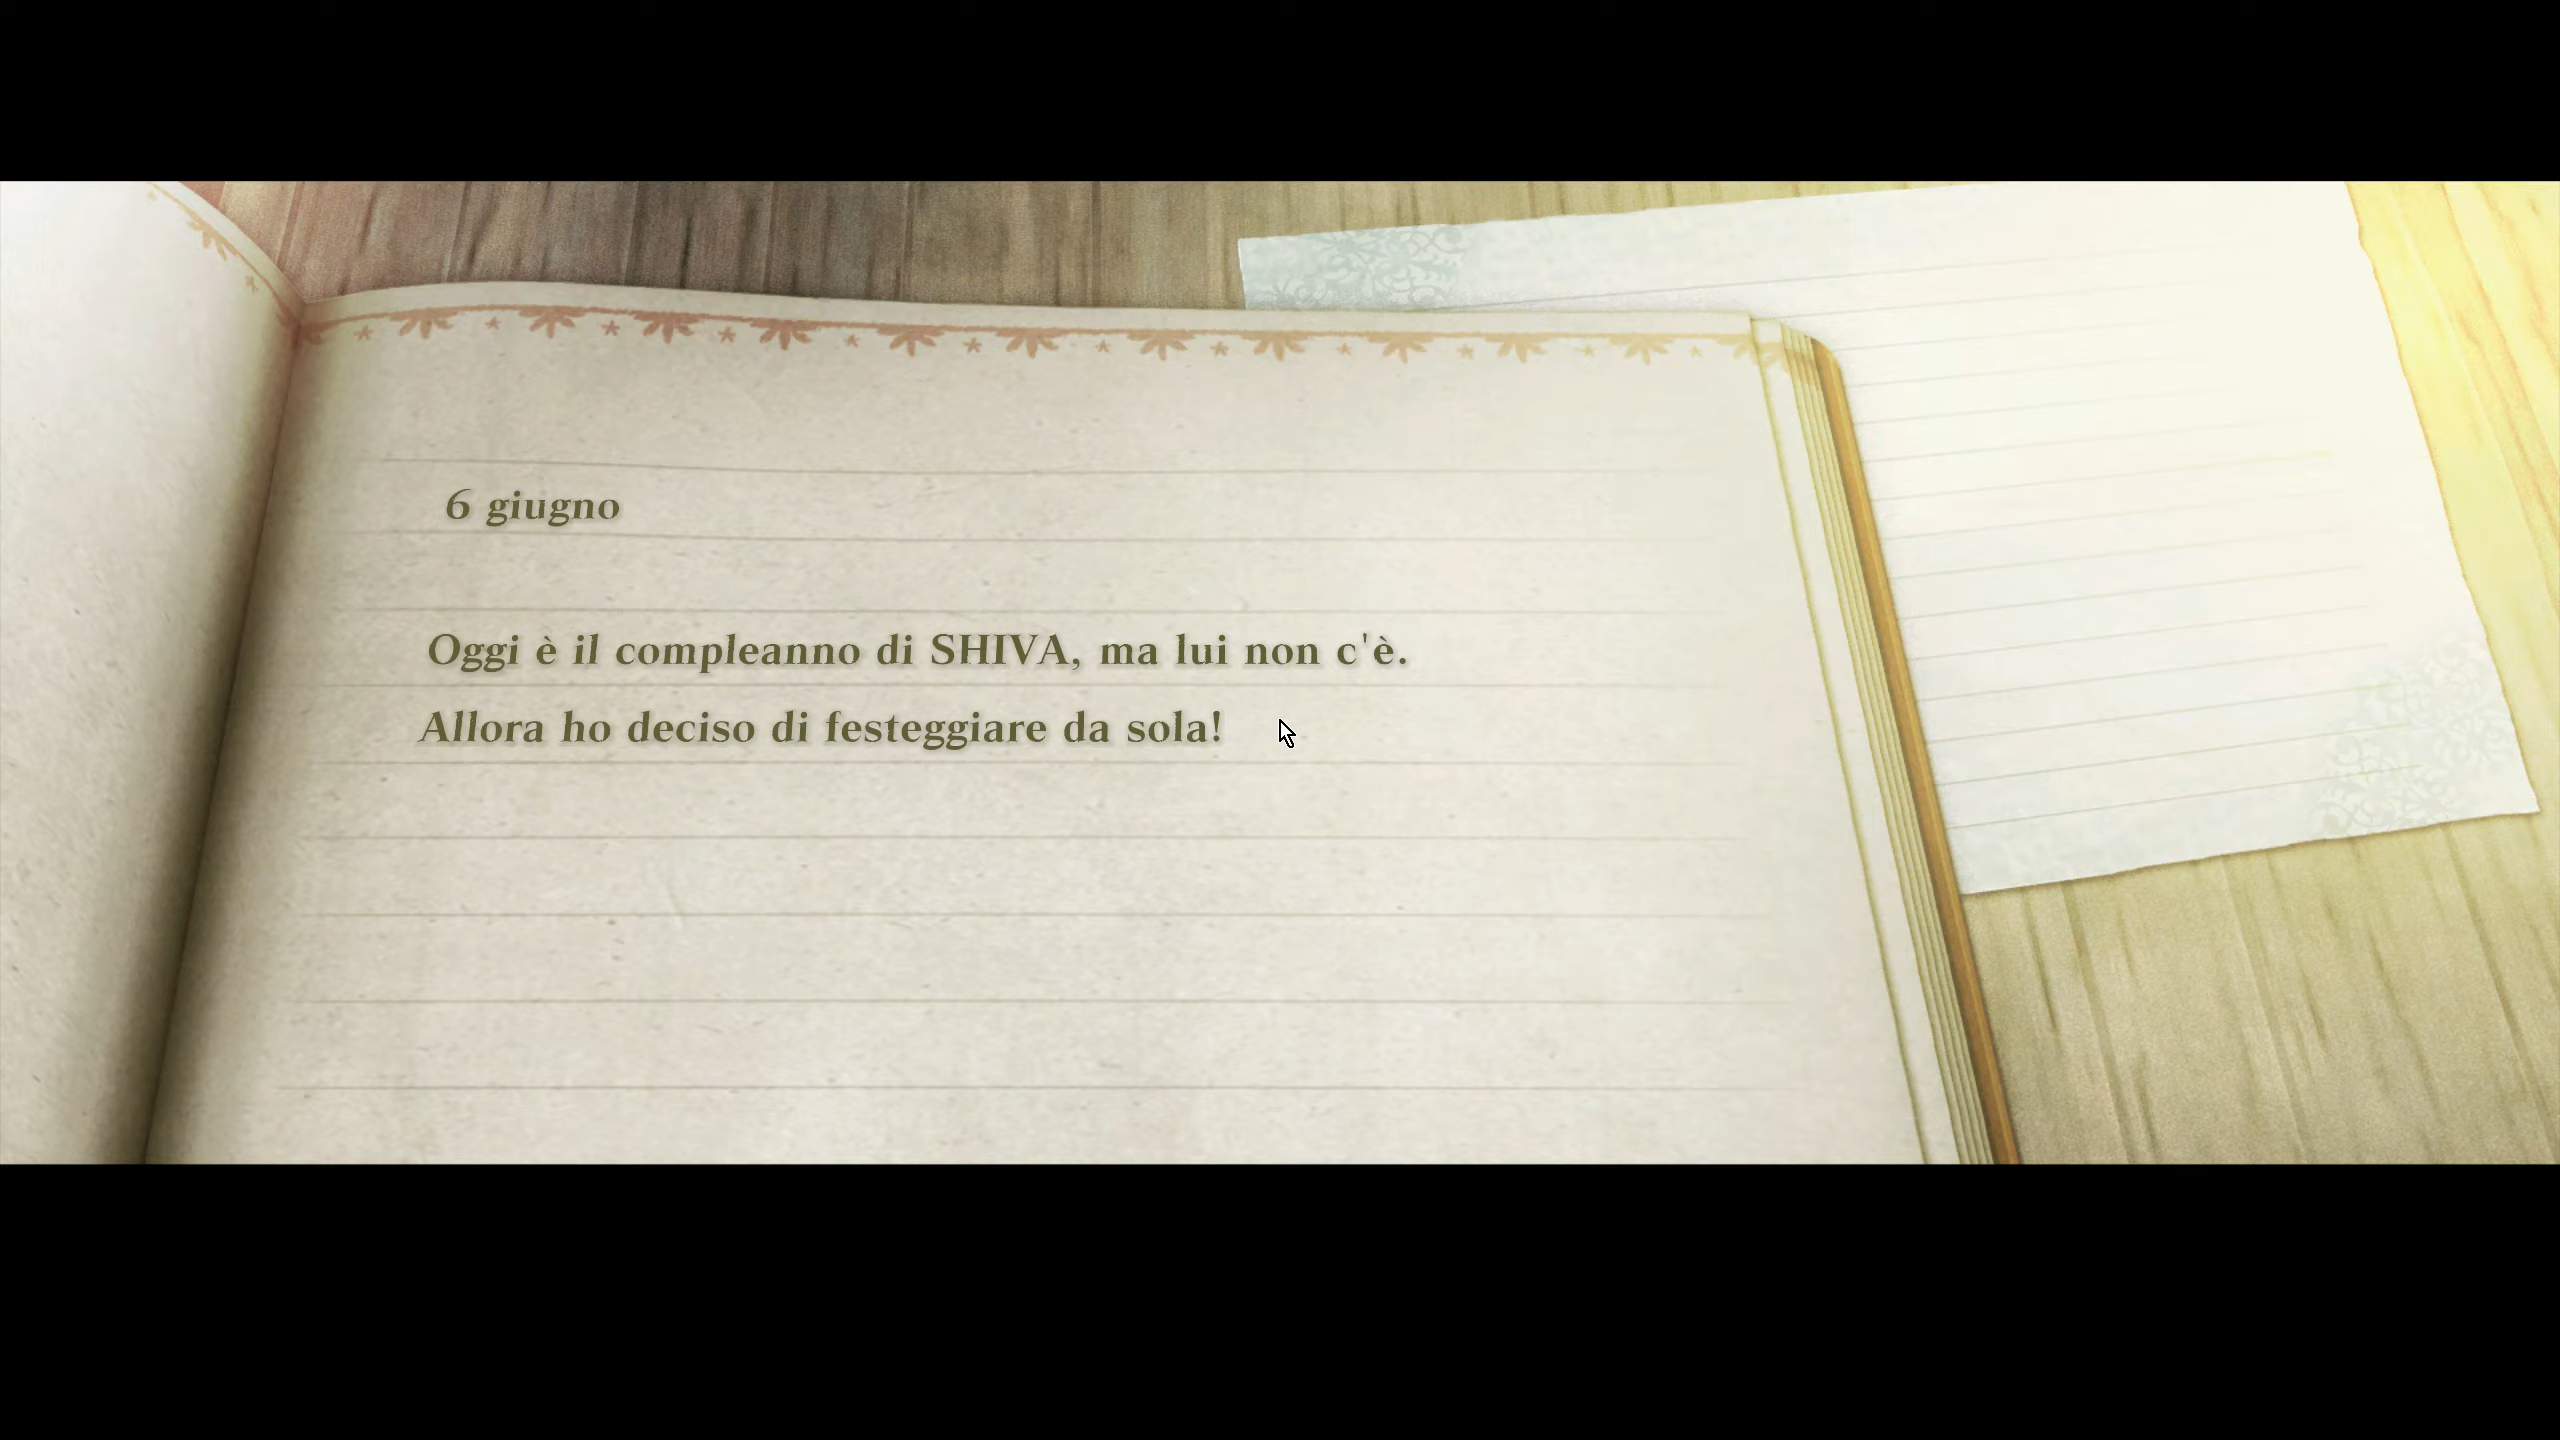 6 giugno
Oggi è il compleanno di SHIVA, ma lui non c'è.
Allora ho deciso di festeggiare da sola!